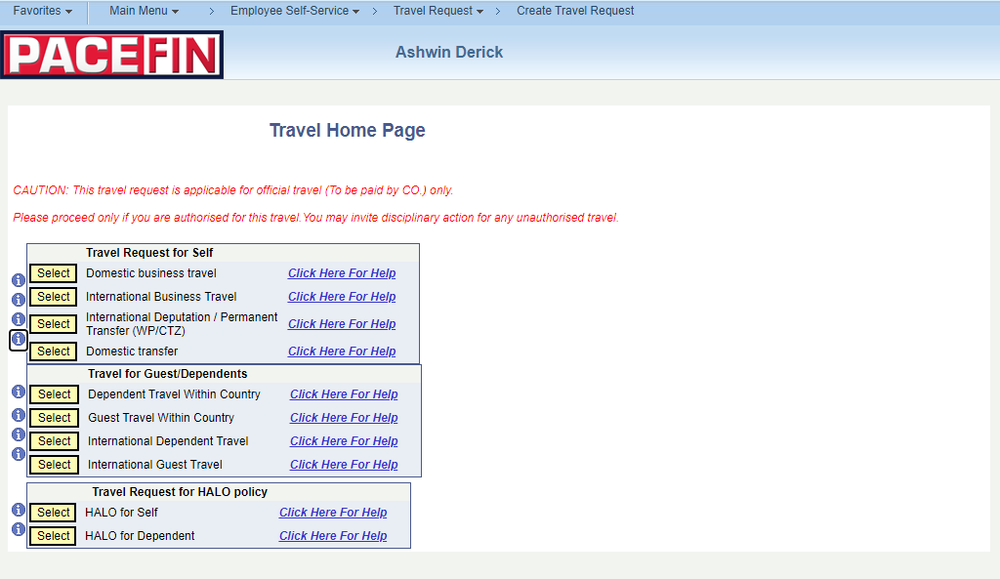 Favorites Main Menu > Employee Self-Service > Travel Request > Create Travel Request
PACEFIN
Ashwin Derick
Travel Home Page
CAUTION: This travel request is applicable for official travel (To be paid by CO.) only.
Please proceed only if you are authorised for this travel.You may invite disciplinary action for any unauthorised travel.
Travel Request for Self
Select Domestic business travel Click Here For Help
Select International Business Travel Click Here For Help
Select International Deputation / Permanent
Transfer (WP/CTZ) Click Here For Help
Select Domestic transfer Click Here For Help
Travel for Guest/Dependents
Select Dependent Travel Within Country Click Here For Help
Select Guest Travel Within Country Click Here For Help
Select International Dependent Travel Click Here For Help
Select International Guest Travel Click Here For Help
Travel Request for HALO policy
Select HALO for Self Click Here For Help
Select HALO for Dependent Click Here For Help